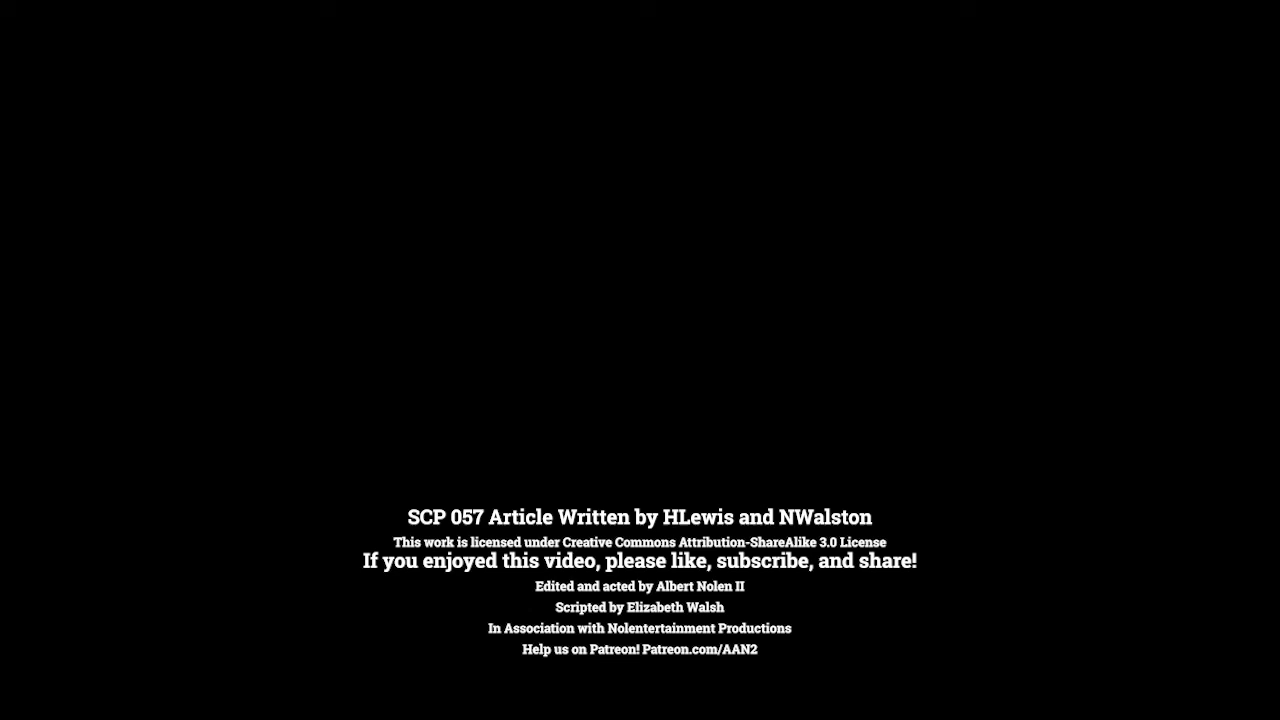 SCP 057 Article Written by HLewis and NWalston
This work is licensed under Creative Commons Attribution-ShareAlike 3.0 License
If you enjoyed this video, please like, subscribe, and share!
Edited and acted by Albert Nolen II
Scripted by Elizabeth Walsh
In Association with Nolentertainment Productions
Help us on Patreon! Patreon.com/AAN2